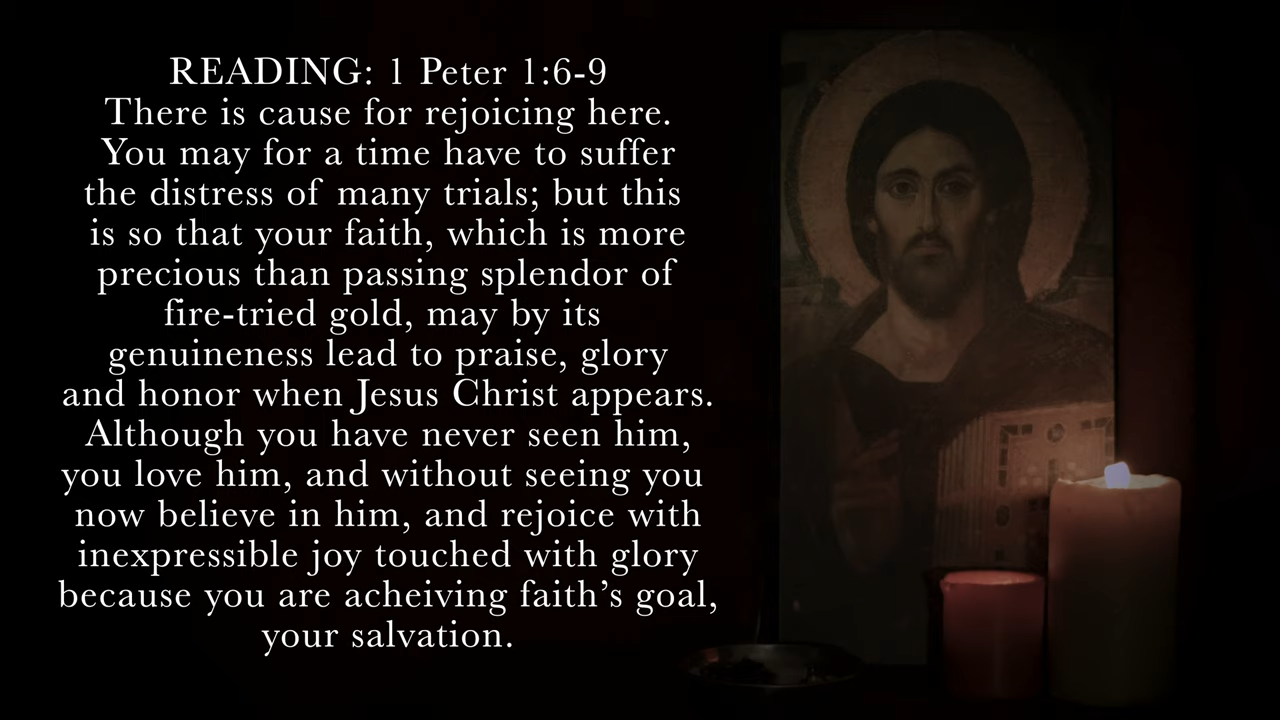 READING: 1 Peter 1:6-9
There is cause for rejoicing here.
You may for a time have to suffer
the distress of many trials; but this
is so that your faith, which is more
precious than passing splendor of
fire-tried gold, may by its
genuineness lead to praise, glory
and honor when Jesus Christ appears.
Although you have never seen him,
you love him, and without seeing you
now believe in him, and rejoice with
inexpressible joy touched with glory
because you are acheiving faith’s goal,
your salvation.